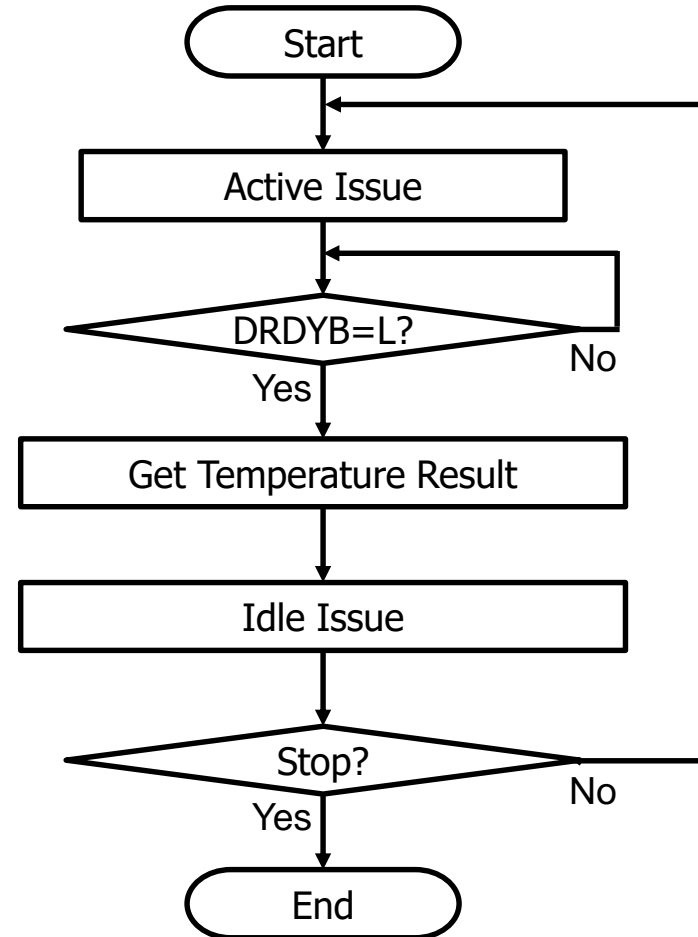 Start
Active Issue
DRDYB=L?
No
Yes
Get Temperature Result
Idle Issue
Stop?
No
Yes
End